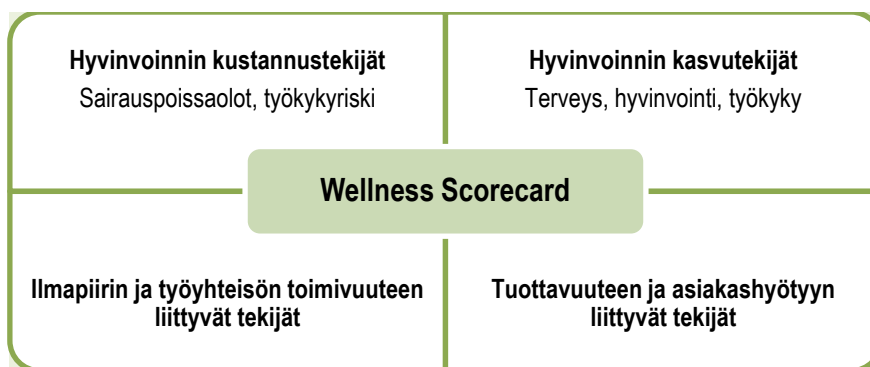 Hyvinvoinnin kustannustekijät
Sairauspoissaolot, työkykyriski
Hyvinvoinnin kasvutekijät
Terveys, hyvinvointi, työkyky
Wellness Scorecard
Ilmapiirin ja työyhteisön toimivuuteen
liittyvät tekijät
Tuottavuuteen ja asiakashyötyyn
liittyvät tekijät